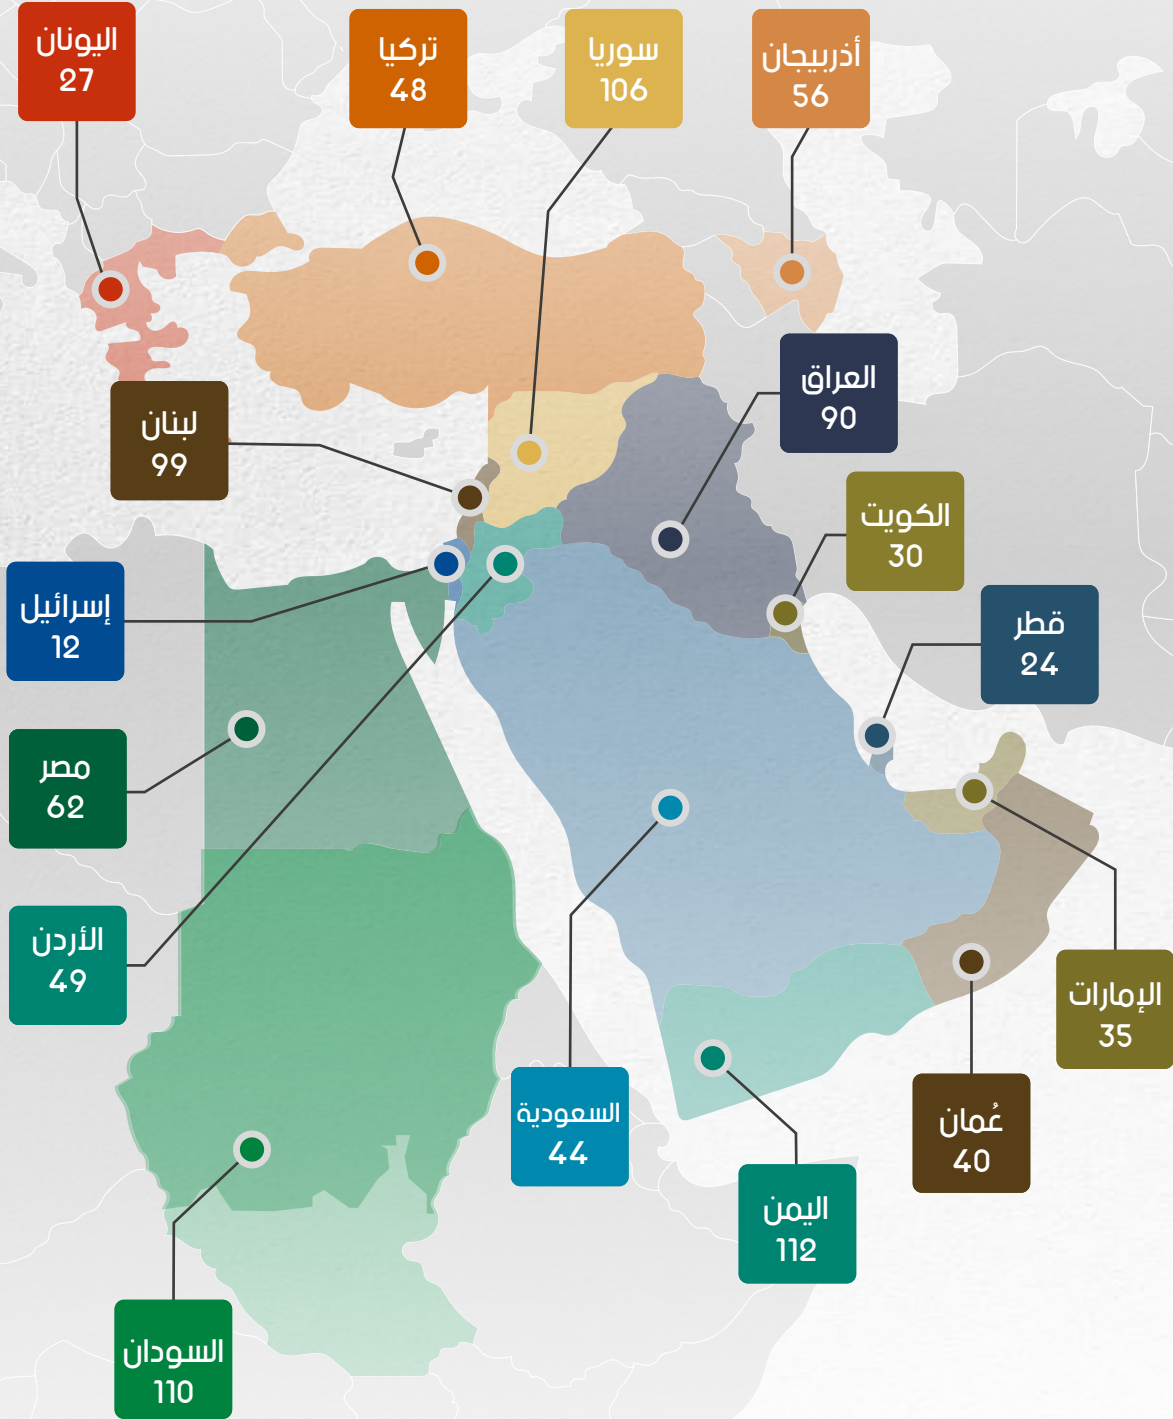 اليونان
27
تركيا
48
سوريا
106
أذربيجان
56
العراق
90
لبنان
99
الكويت
30
إسرائيل
12
قطر
24
مصر
62
الأردن
49
الإمارات
35
السعودية
44
عُمان
40
اليمن
112
السودان
110